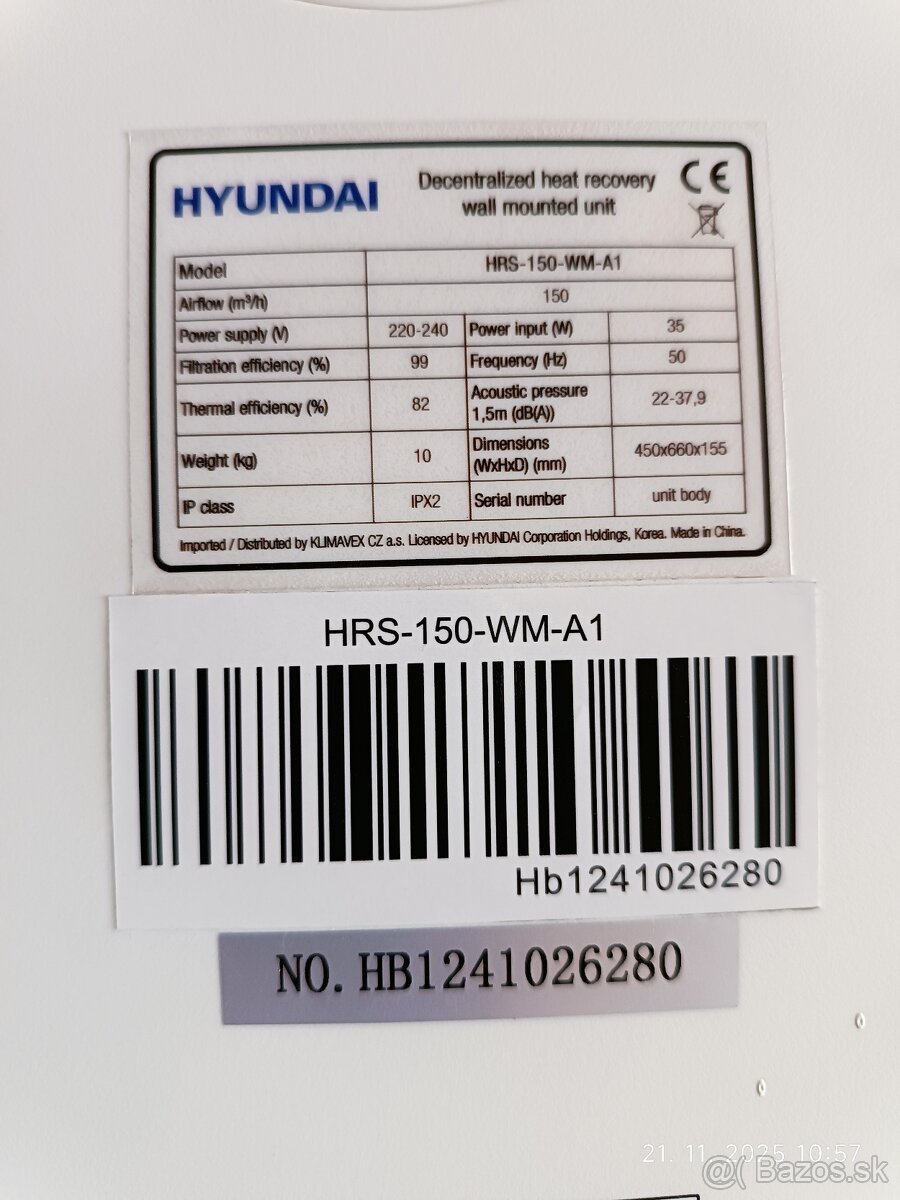 HYUNDAI
Decentralized heat recovery
wall mounted unit
CE
Model HRS-150-WM-A1
Airflow (m³/h) 150
Power supply (V) 220-240 Power input (W) 35
Filtration efficiency (%) 99 Frequency (Hz) 50
Thermal efficiency (%) 82 Acoustic pressure
1,5m (dB(A)) 22-37,9
Weight (kg) 10 Dimensions
(WxHxD) (mm) 450x660x155
IP class IPX2 Serial number unit body
Imported / Distributed by KLIMAVEX CZ a.s. Licensed by HYUNDAI Corporation Holdings, Korea. Made in China.
HRS-150-WM-A1
Hb1241026280
NO. HB1241026280
21. 11. 2025 10:57
@( Bazos.sk